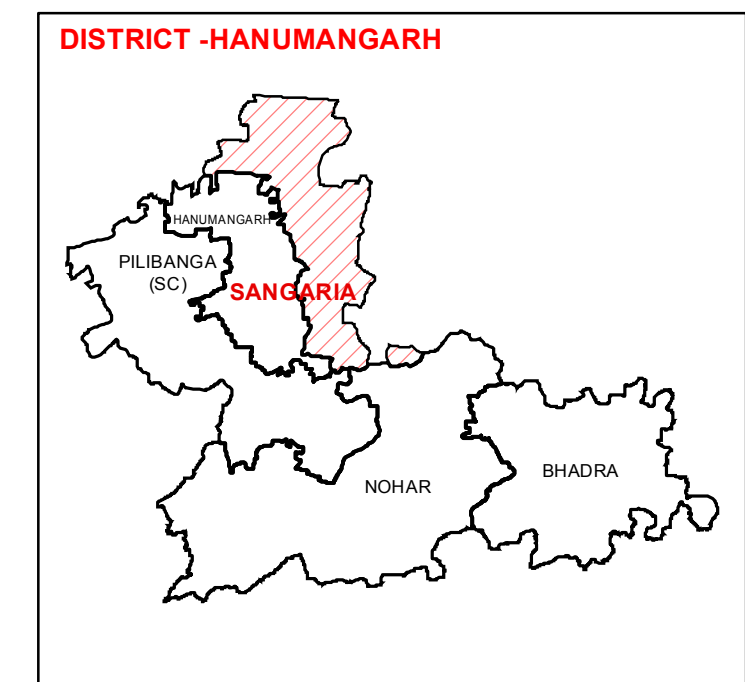 DISTRICT -HANUMANGARH
HANUMANGARH
PILIBANGA
(SC)
SANGARIA
NOHAR
BHADRA